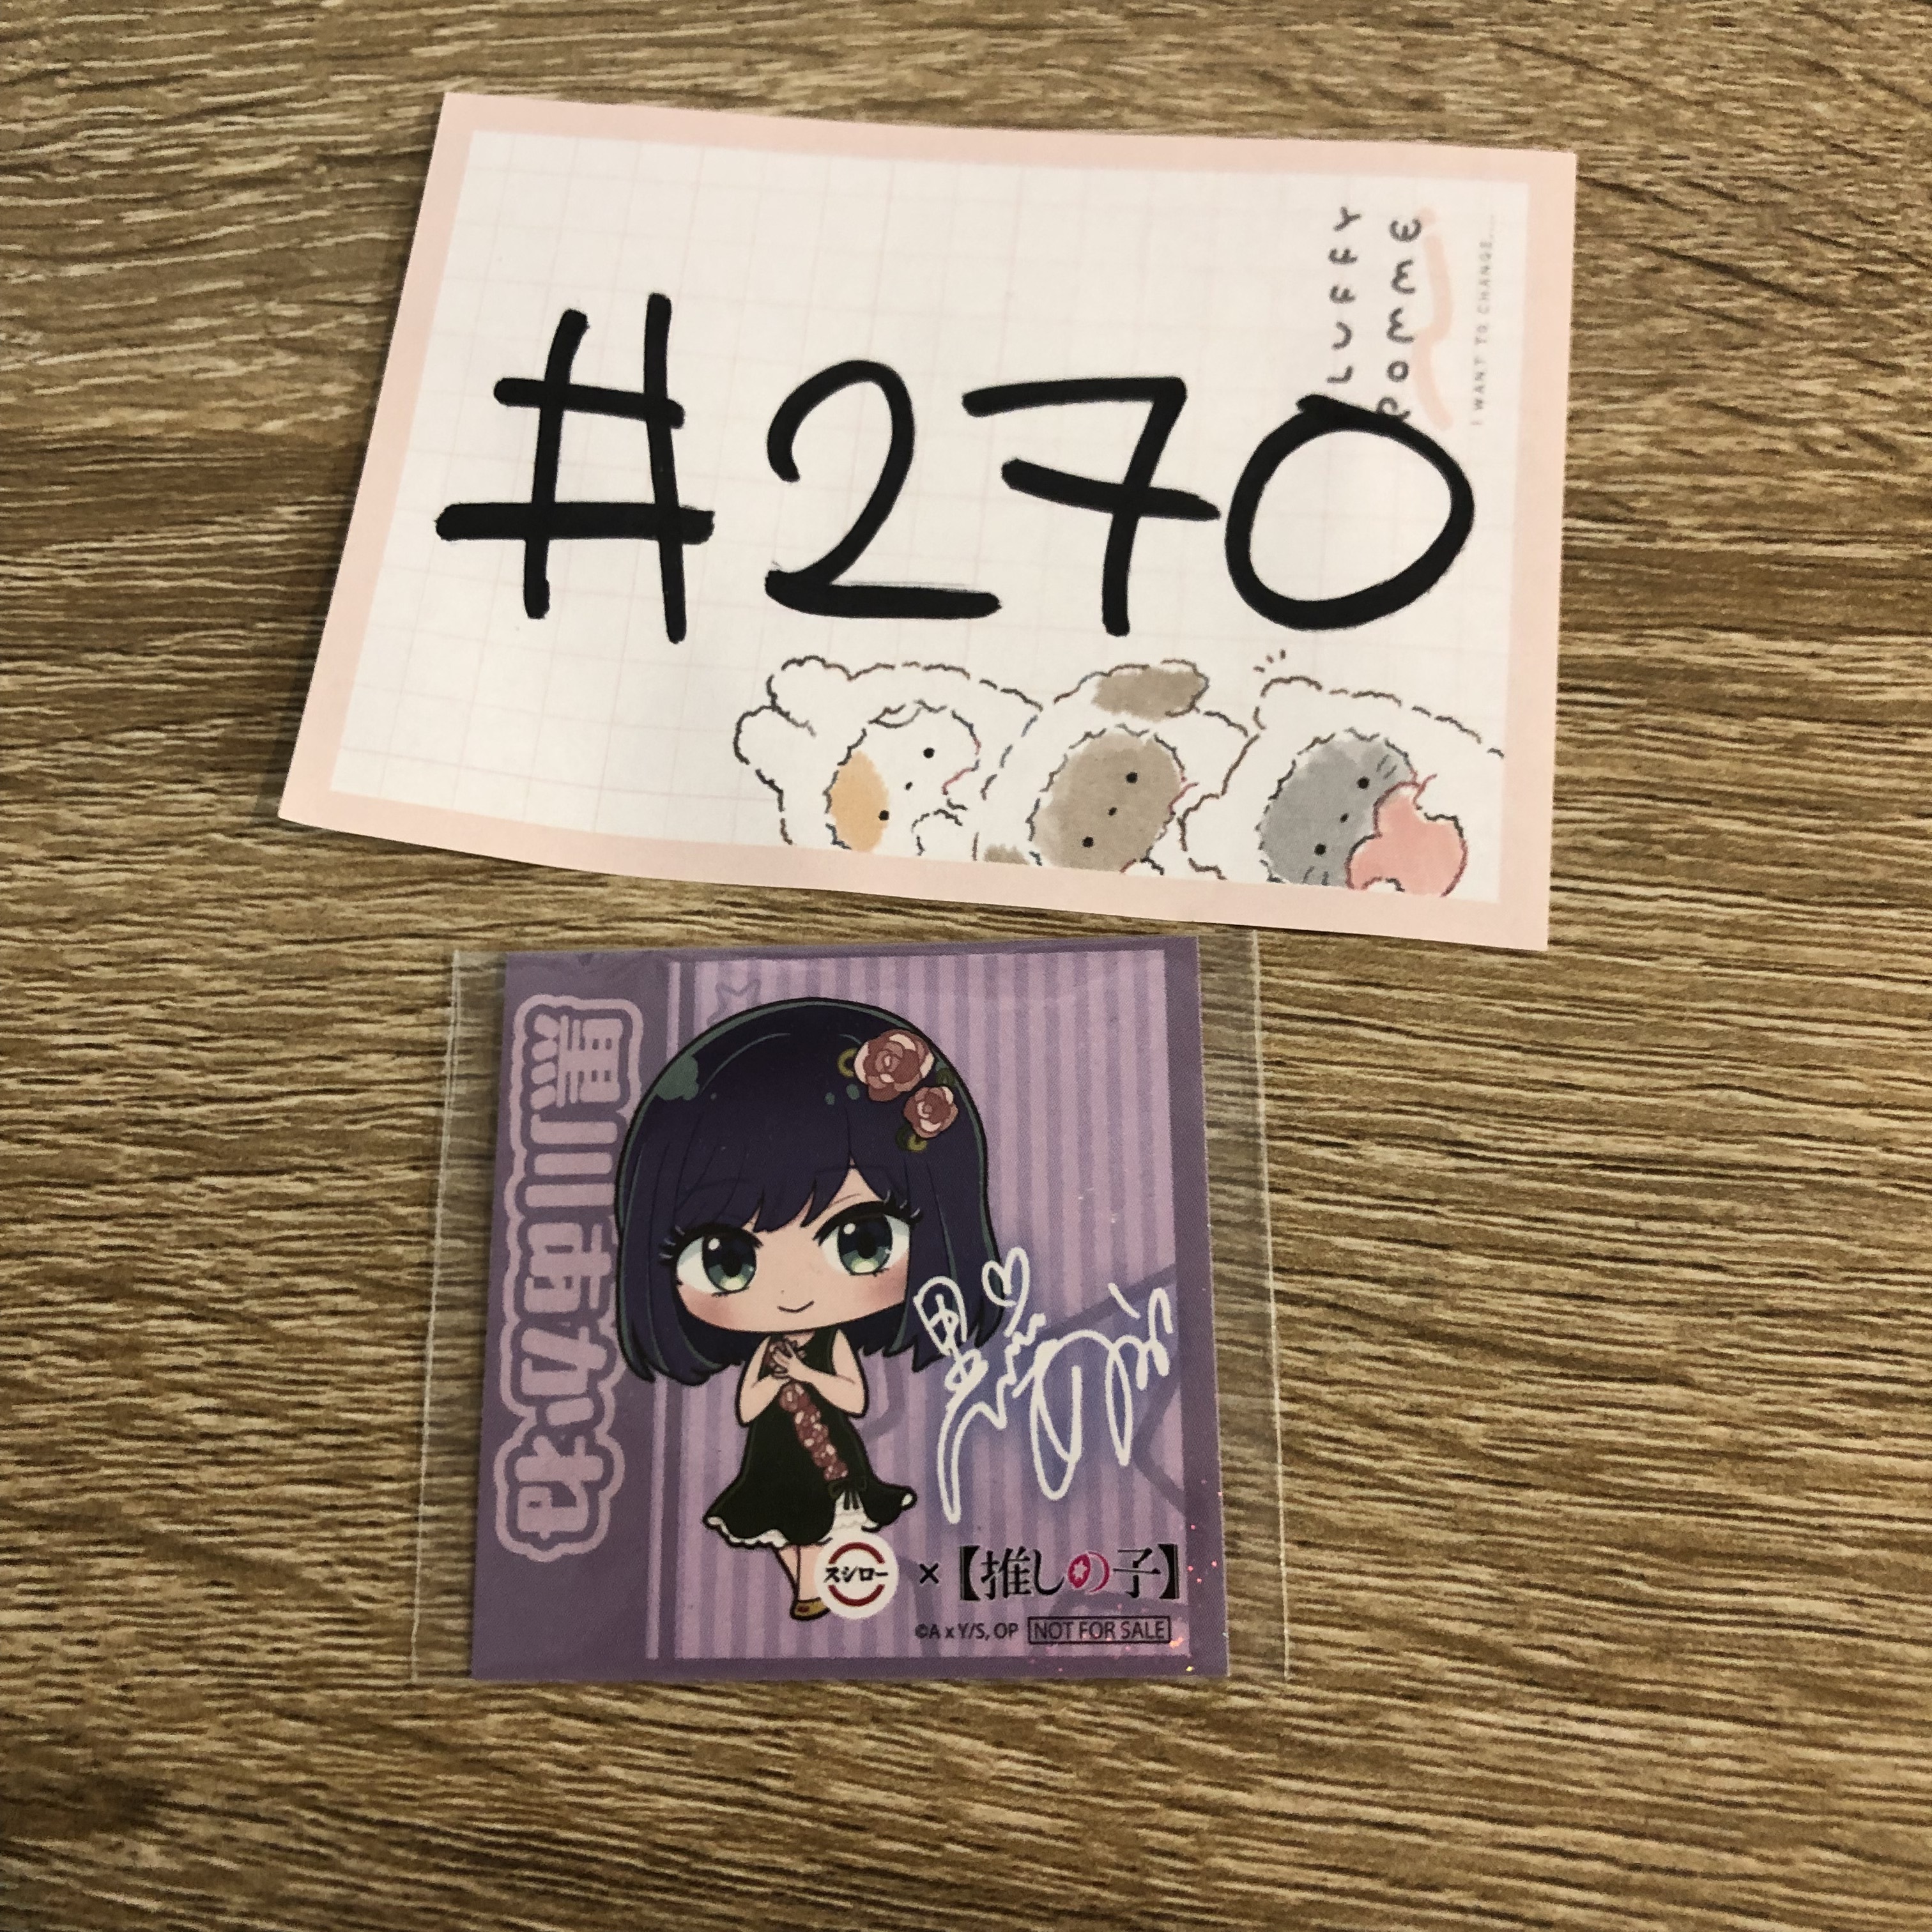 #270
FLUFFY
POMME
I WANT TO CHANGE...
黒川あかね
スシロー × 【推しの子】
©A x Y/S, OP NOT FOR SALE